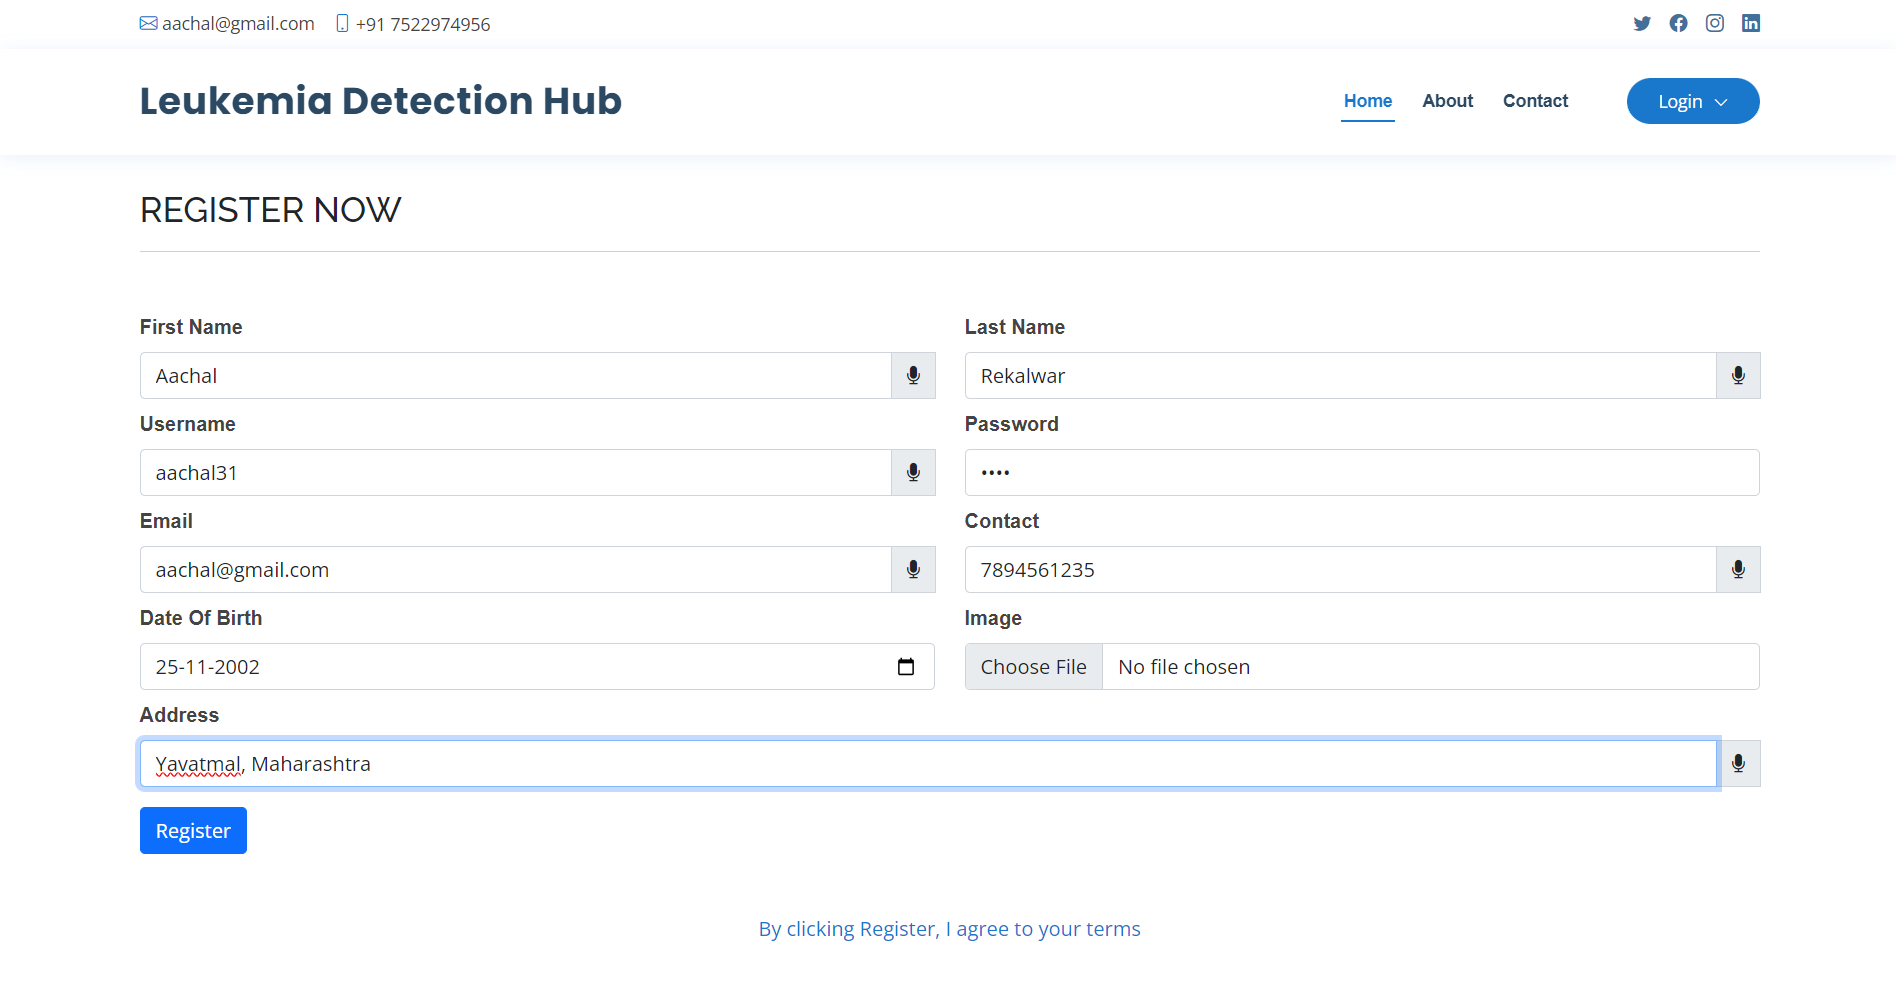 aachal@gmail.com +91 7522974956
Leukemia Detection Hub Home About Contact Login
REGISTER NOW
First Name Last Name
Aachal Rekalwar
Username Password
aachal31 ••••
Email Contact
aachal@gmail.com 7894561235
Date Of Birth Image
25-11-2002 Choose File No file chosen
Address
Yavatmal, Maharashtra
Register
By clicking Register, I agree to your terms